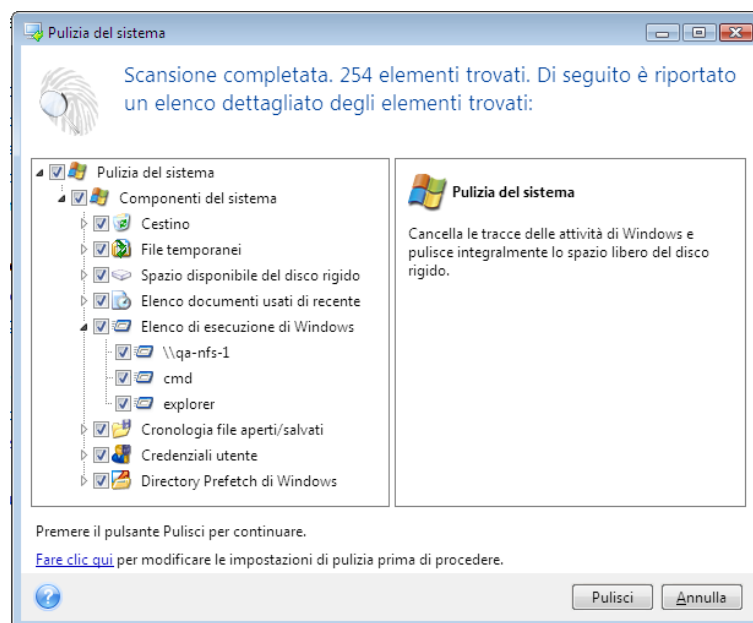 Pulizia del sistema
Scansione completata. 254 elementi trovati. Di seguito è riportato
un elenco dettagliato degli elementi trovati:
Pulizia del sistema
Componenti del sistema
Cestino
File temporanei
Spazio disponibile del disco rigido
Elenco documenti usati di recente
Elenco di esecuzione di Windows
\\qa-nfs-1
cmd
explorer
Cronologia file aperti/salvati
Credenziali utente
Directory Prefetch di Windows
Pulizia del sistema
Cancella le tracce delle attività di Windows e
pulisce integralmente lo spazio libero del disco
rigido.
Premere il pulsante Pulisci per continuare.
Fare clic qui per modificare le impostazioni di pulizia prima di procedere.
Pulisci
Annulla